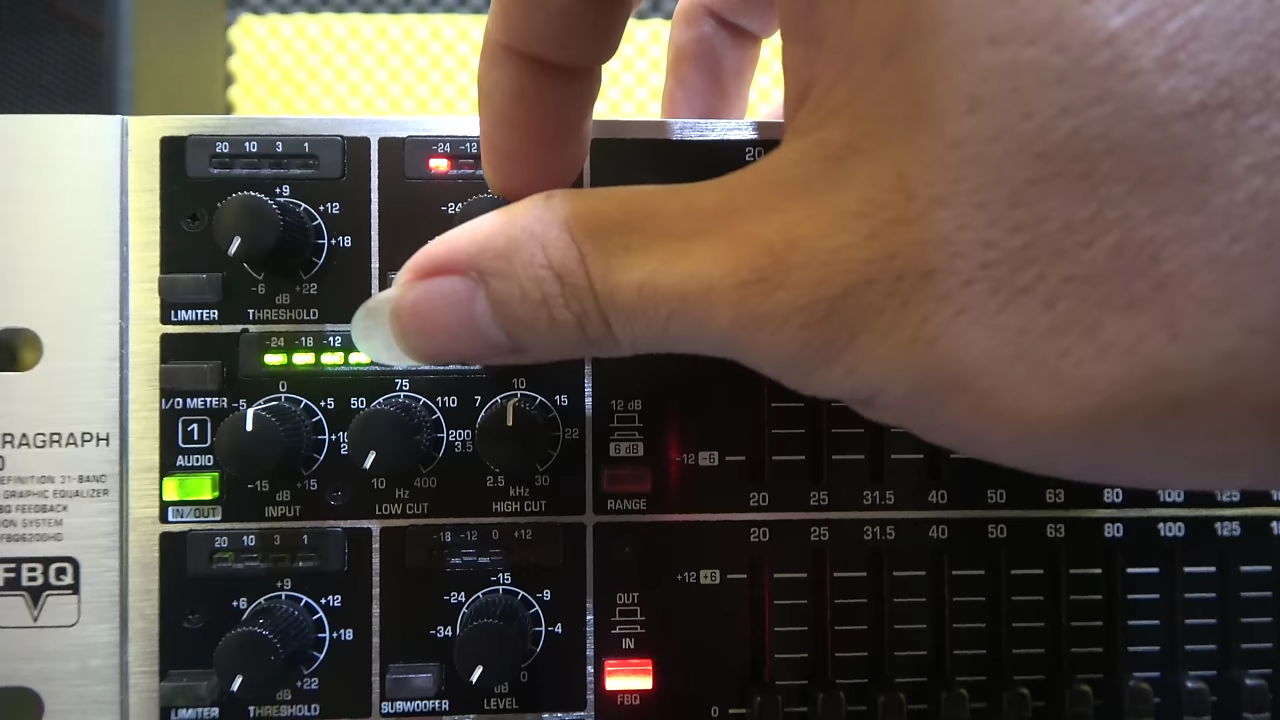 20 10 3 1
+9
+12
+18
-6 +22
dB
LIMITER THRESHOLD
-24 -12
-24
20
-24 -18 -12
I/O METER
1
AUDIO
IN/OUT
0
-5 +5
-15 +15
dB
INPUT
75
50 110
200
10 400
Hz
LOW CUT
10
7 15
3.5 22
2.5 30
kHz
HIGH CUT
12 dB
6 dB
RANGE
-12 -6
20 25 31.5 40 50 63 80 100 125
RAGRAPH
EFINITION 31-BAND
GRAPHIC EQUALIZER
BQ FEEDBACK
ON SYSTEM
FBQ6200HD
FBQ
20 10 3 1
+9
+6 +12
+18
+22
dB
LIMITER THRESHOLD
-18 -12 0 +12
-15
-24 -9
-34 -4
0
dB
SUBWOOFER LEVEL
20 25 31.5 40 50 63 80 100 125
+12 +6
OUT
IN
FBQ
0